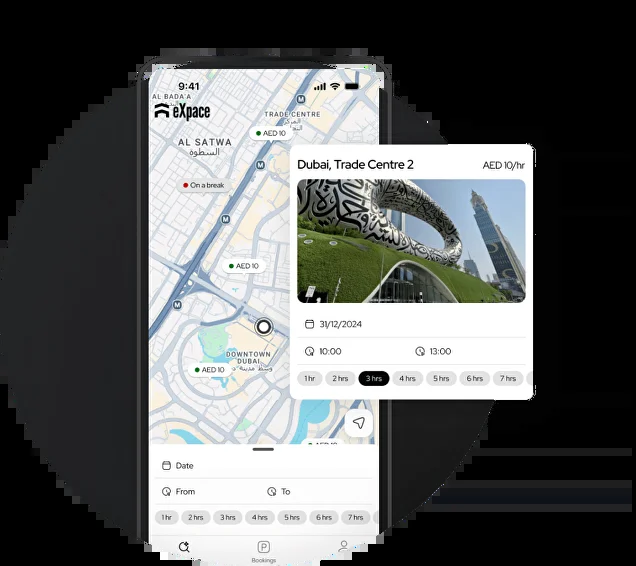 9:41
AL BADA'A
eXpace
TRADE CENTRE
المركز
AED 10
AL SATWA
السطوة
On a break
AED 10
DOWNTOWN
DUBAI
AED 10
Date
From To
1 hr 2 hrs 3 hrs 4 hrs 5 hrs 6 hrs 7 hrs
P
Bookings
Dubai, Trade Centre 2 AED 10/hr
31/12/2024
10:00 13:00
1 hr 2 hrs 3 hrs 4 hrs 5 hrs 6 hrs 7 hrs